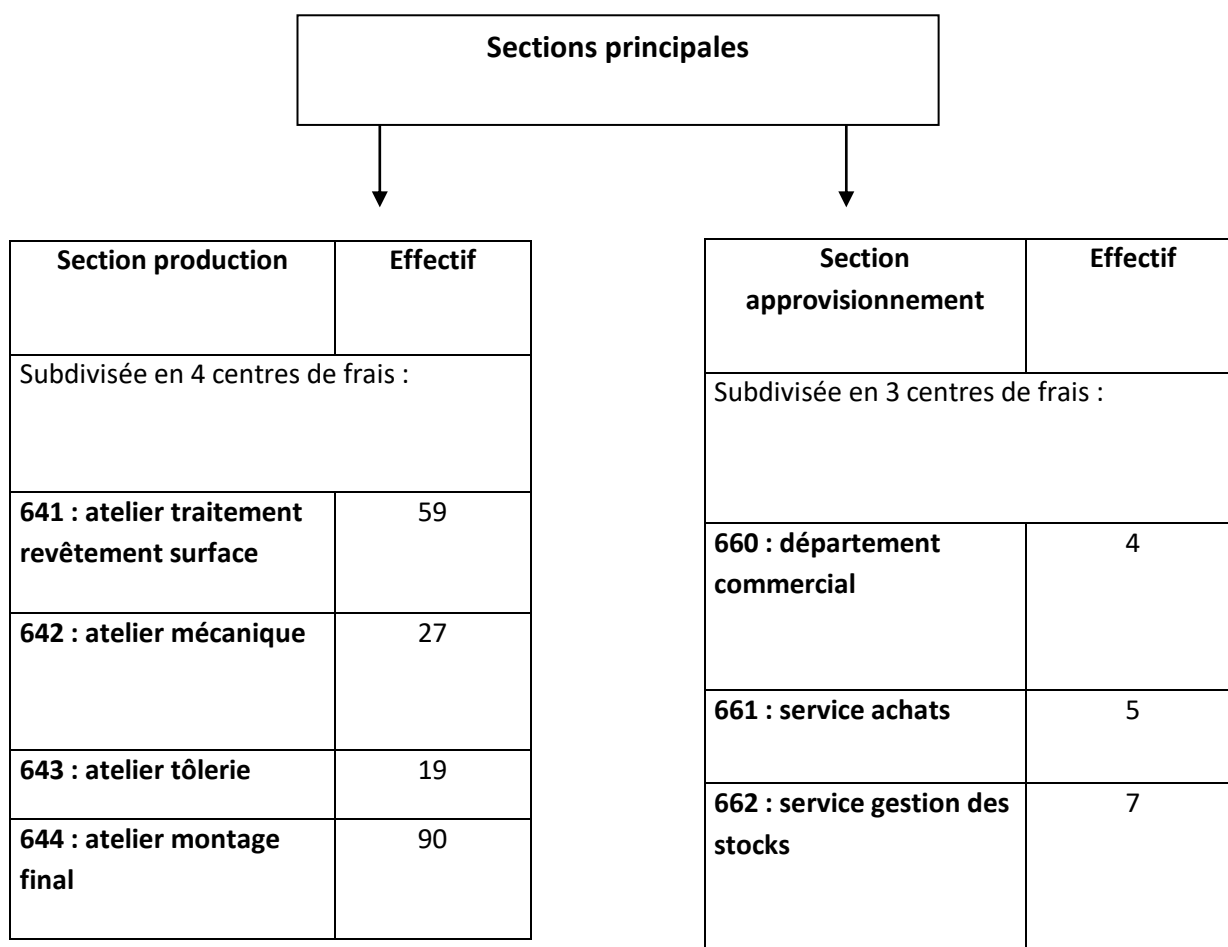 Sections principales
Section production
Effectif
Subdivisée en 4 centres de frais :
641 : atelier traitement
revêtement surface
59
642 : atelier mécanique
27
643 : atelier tôlerie
19
644 : atelier montage
final
90
Section
approvisionnement
Effectif
Subdivisée en 3 centres de frais :
660 : département
commercial
4
661 : service achats
5
662 : service gestion des
stocks
7